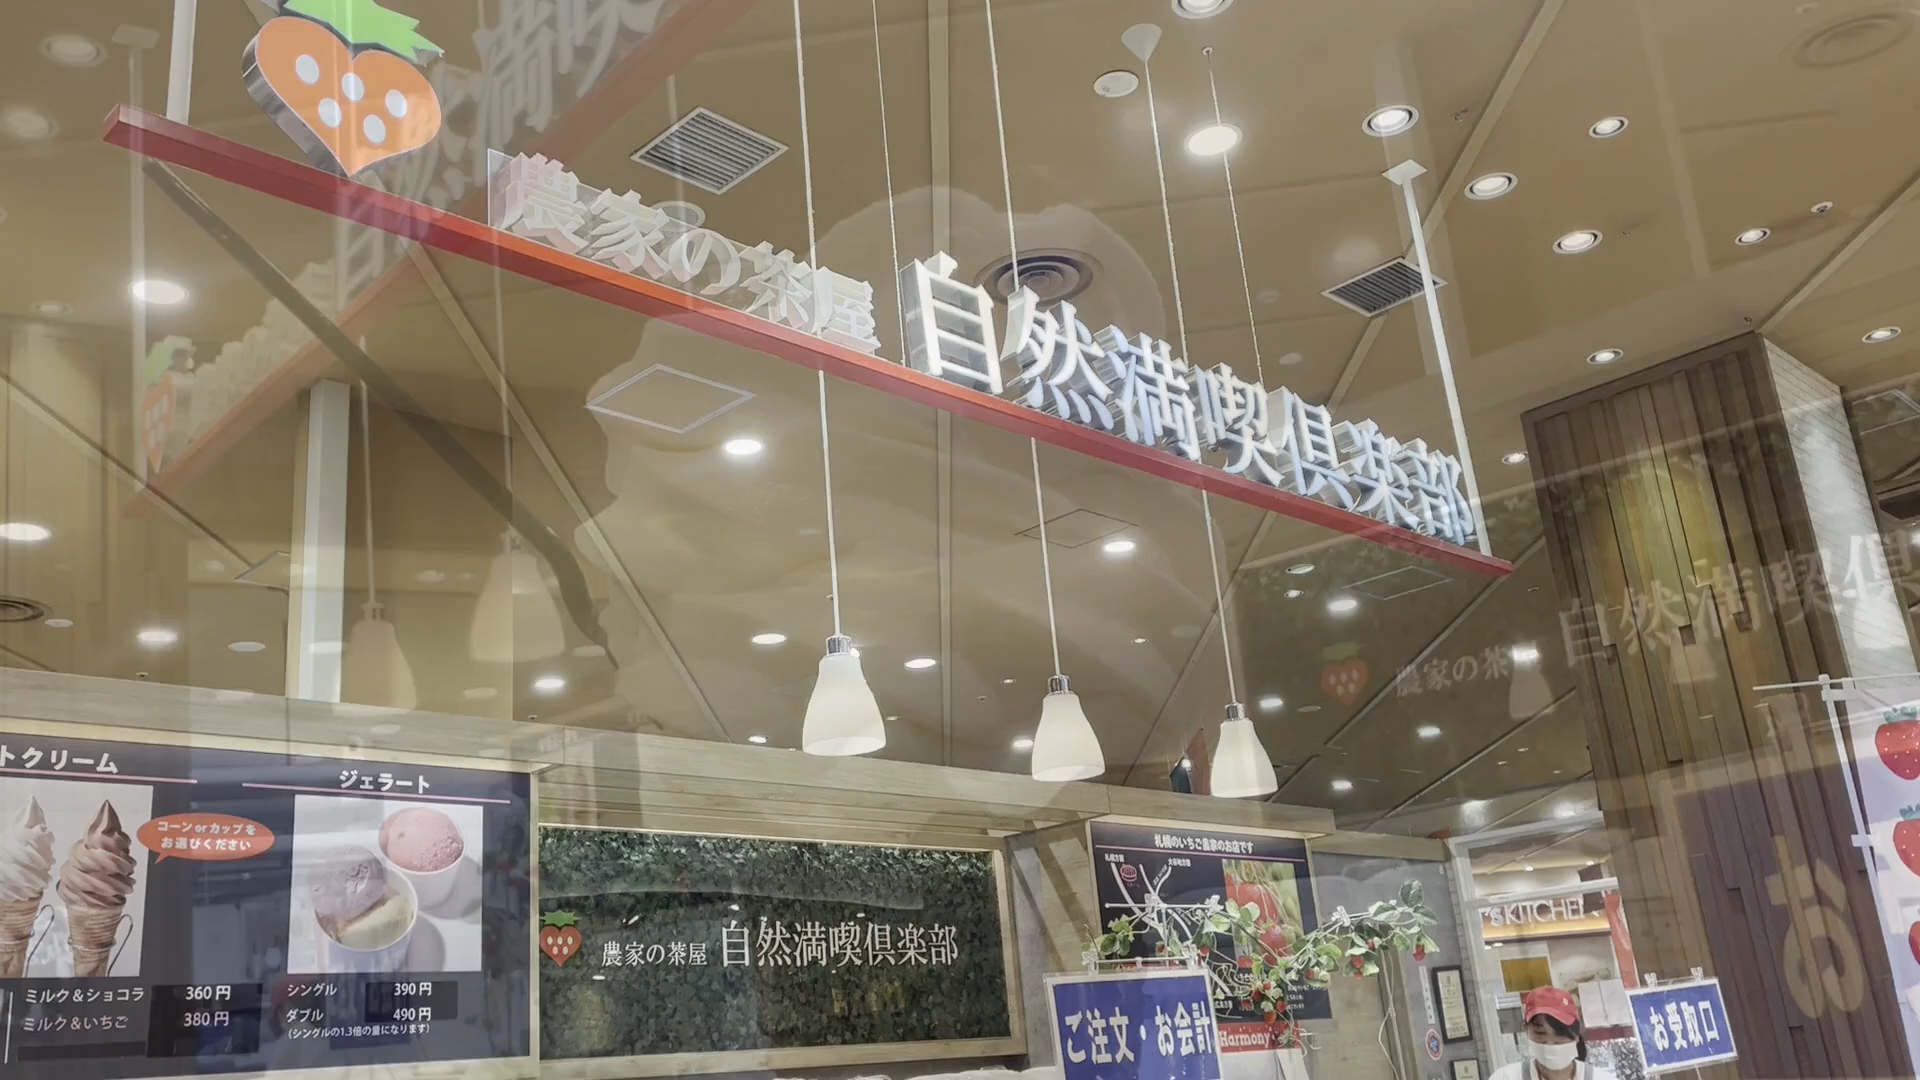 農家の茶屋 自然満喫倶楽部
農家の茶屋 自然満喫倶
トクリーム
コーンorカップを
お選びください
ミルク&ショコラ 360円
ミルク&いちご 380円
ジェラート
シングル 390円
ダブル 490円
(シングルの1.3倍の量になります)
農家の茶屋 自然満喫倶楽部
札幌のいちご農家のお店です
ご注文・お会計
Harmony
'S KITCHEN
お受取口